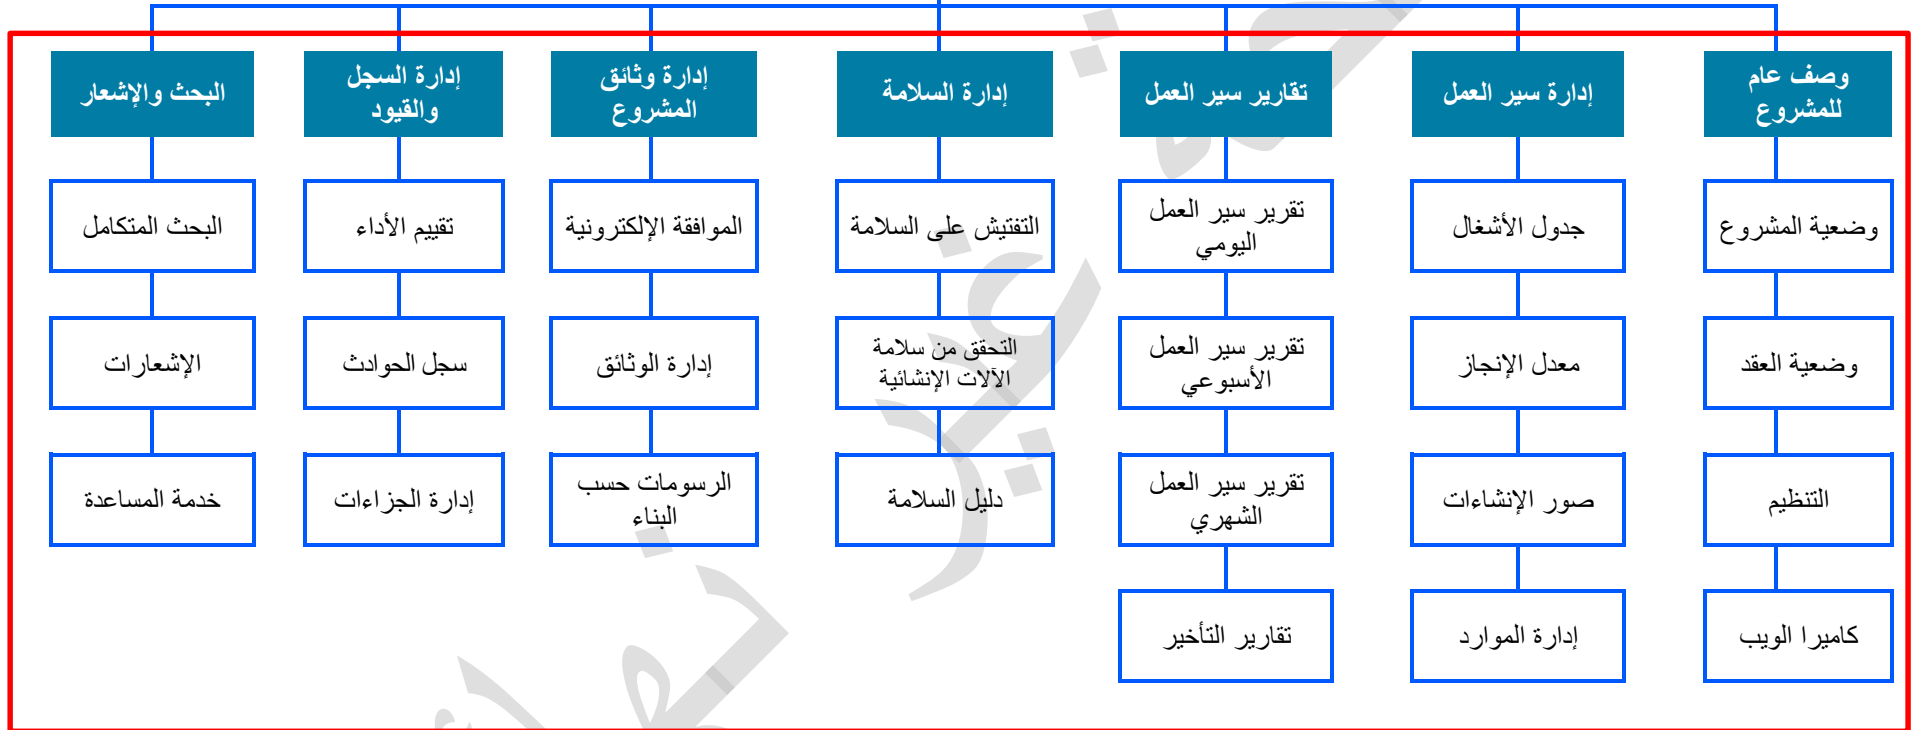 وصف عام
للمشروع
إدارة سير العمل
تقارير سير العمل
إدارة السلامة
إدارة وثائق
المشروع
إدارة السجل
والقيود
البحث والإشعار
وضعية المشروع
جدول الأشغال
تقرير سير العمل
اليومي
التفتيش على السلامة
الموافقة الإلكترونية
تقييم الأداء
البحث المتكامل
وضعية العقد
معدل الإنجاز
تقرير سير العمل
الأسبوعي
التحقق من سلامة
الآلات الإنشائية
إدارة الوثائق
سجل الحوادث
الإشعارات
التنظيم
صور الإنشاءات
تقرير سير العمل
الشهري
دليل السلامة
الرسومات حسب
البناء
إدارة الجزاءات
خدمة المساعدة
كاميرا الويب
إدارة الموارد
تقارير التأخير